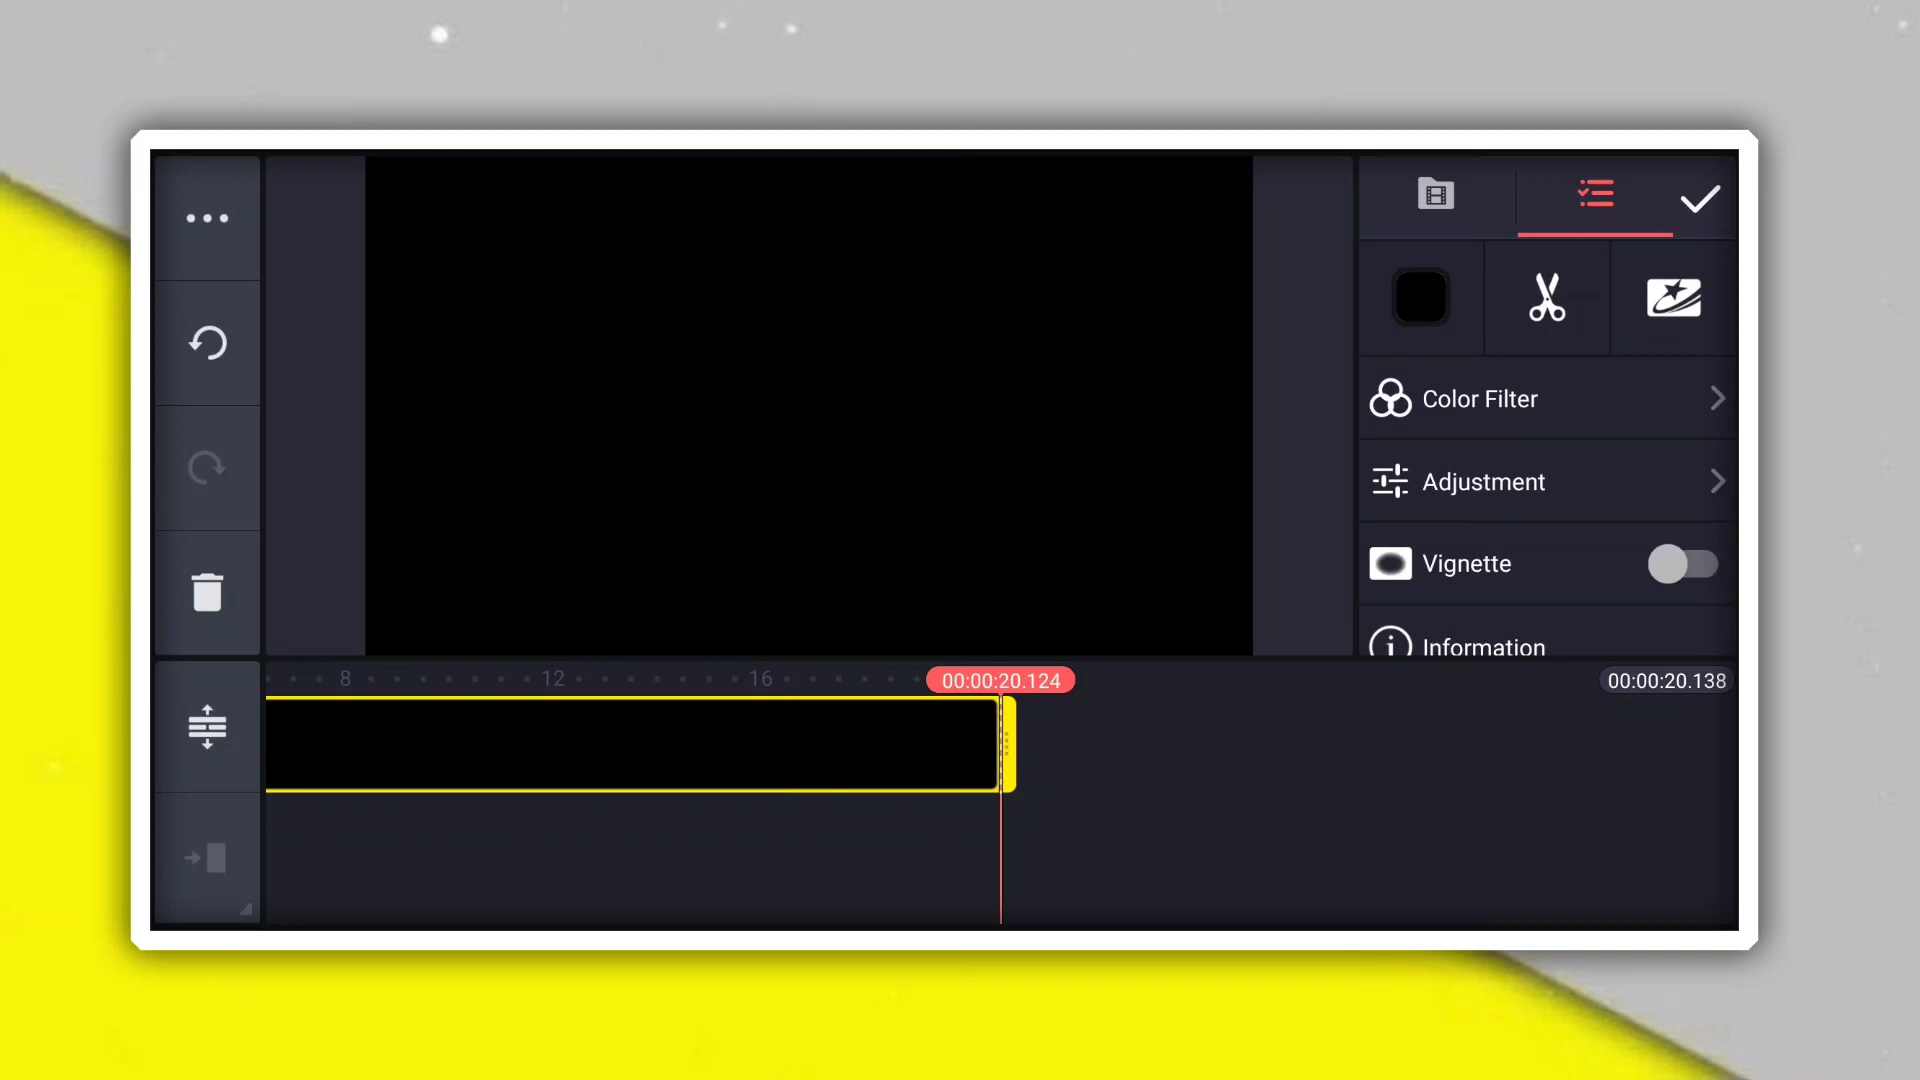 Color Filter
Adjustment
Vignette
Information
8 12 16 00:00:20.124 00:00:20.138